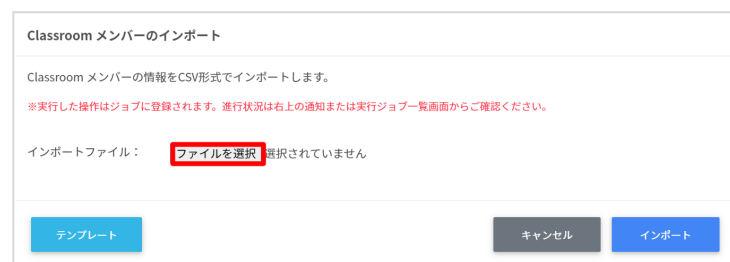 Classroom メンバーのインポート
Classroom メンバーの情報をCSV形式でインポートします。
※実行した操作はジョブに登録されます。進行状況は右上の通知または実行ジョブ一覧画面からご確認ください。
インポートファイル： ファイルを選択 選択されていません
テンプレート キャンセル インポート